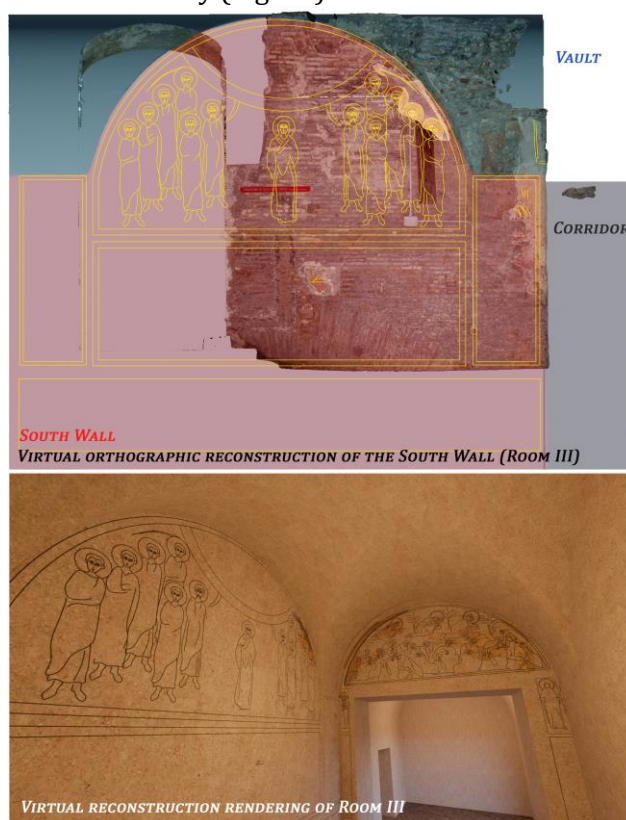 VAULT
CORRIDOR
SOUTH WALL
VIRTUAL ORTHOGRAPHIC RECONSTRUCTION OF THE SOUTH WALL (ROOM III)
VIRTUAL RECONSTRUCTION RENDERING OF ROOM III